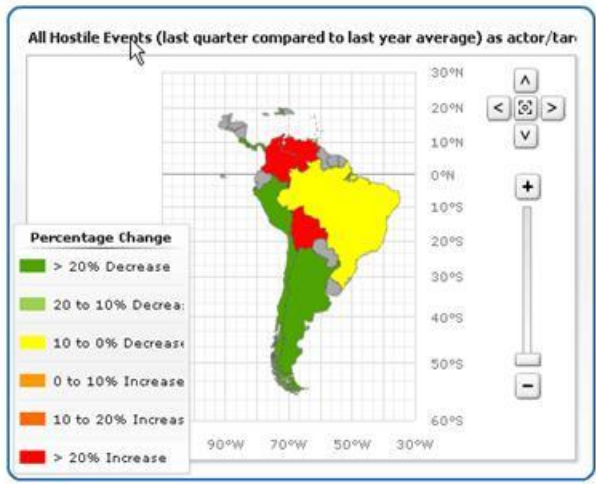 All Hostile Events (last quarter compared to last year average) as actor/tar
30°N
20°N
10°N
0°N
10°S
20°S
30°S
40°S
50°S
60°S
90°W 70°W 50°W 30°W
Percentage Change
> 20% Decrease
20 to 10% Decrea
10 to 0% Decrease
0 to 10% Increase
10 to 20% Increas
> 20% Increase